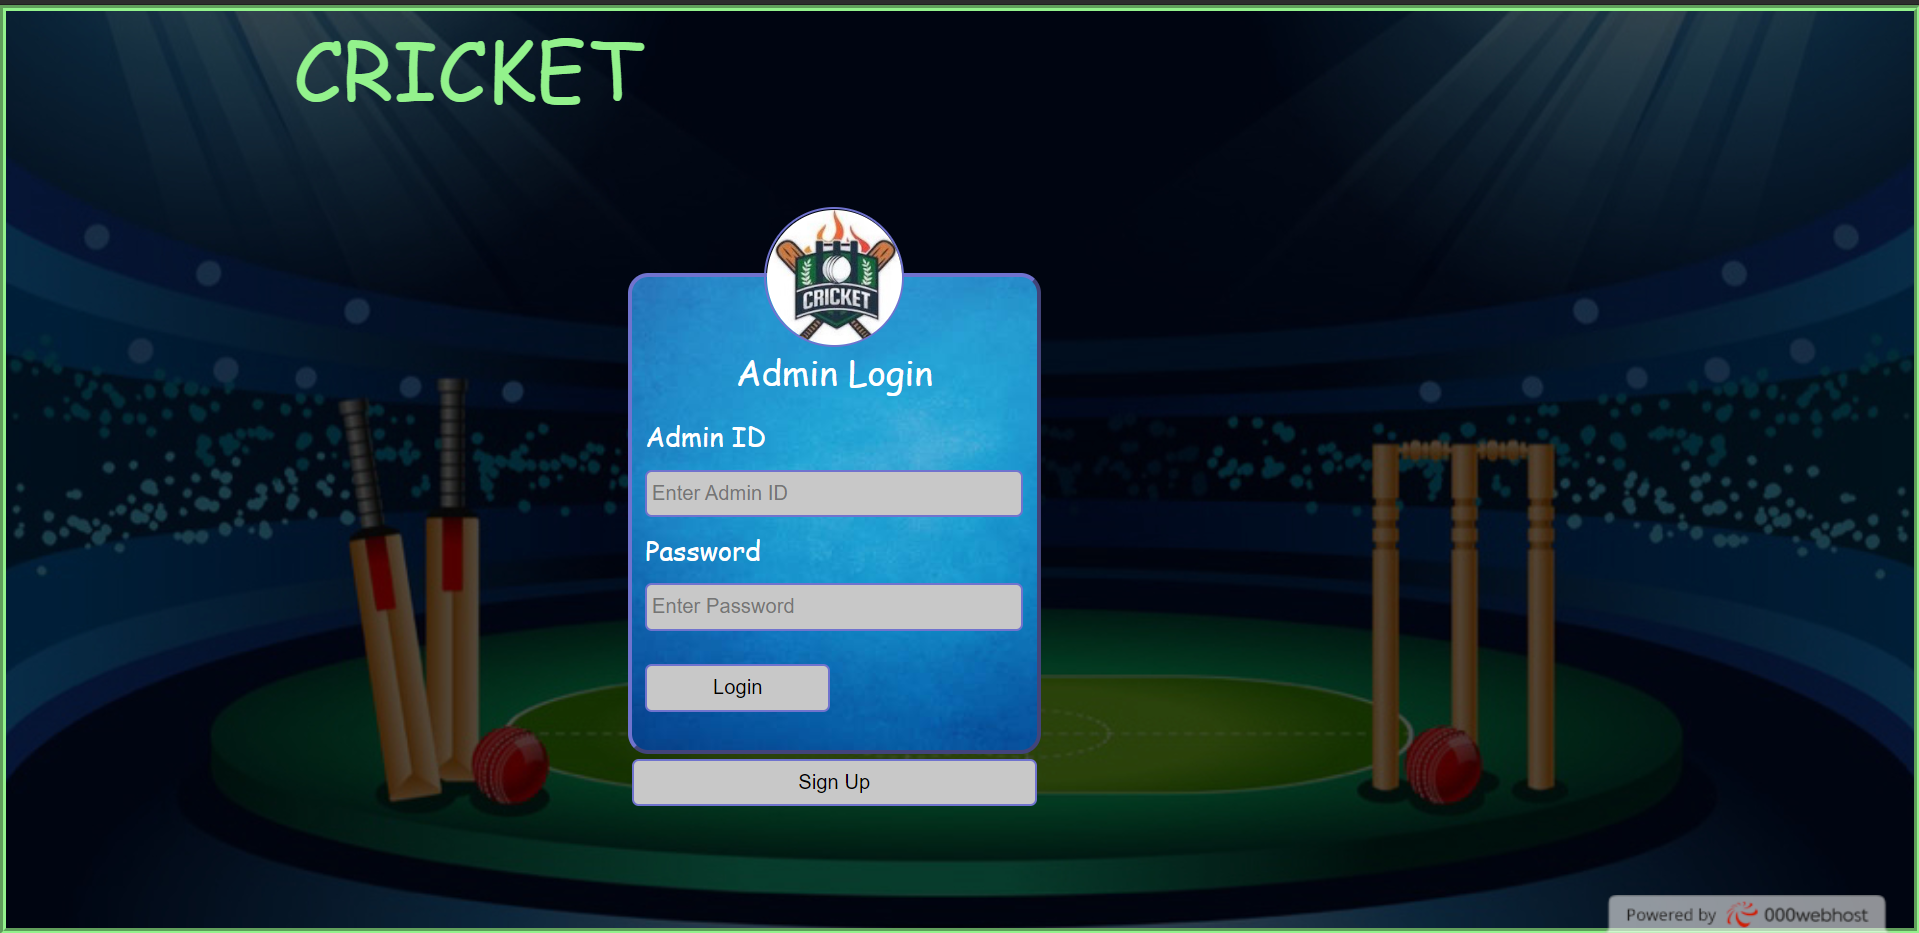 CRICKET
CRICKET
Admin Login
Admin ID
Enter Admin ID
Password
Enter Password
Login
Sign Up
Powered by 000webhost